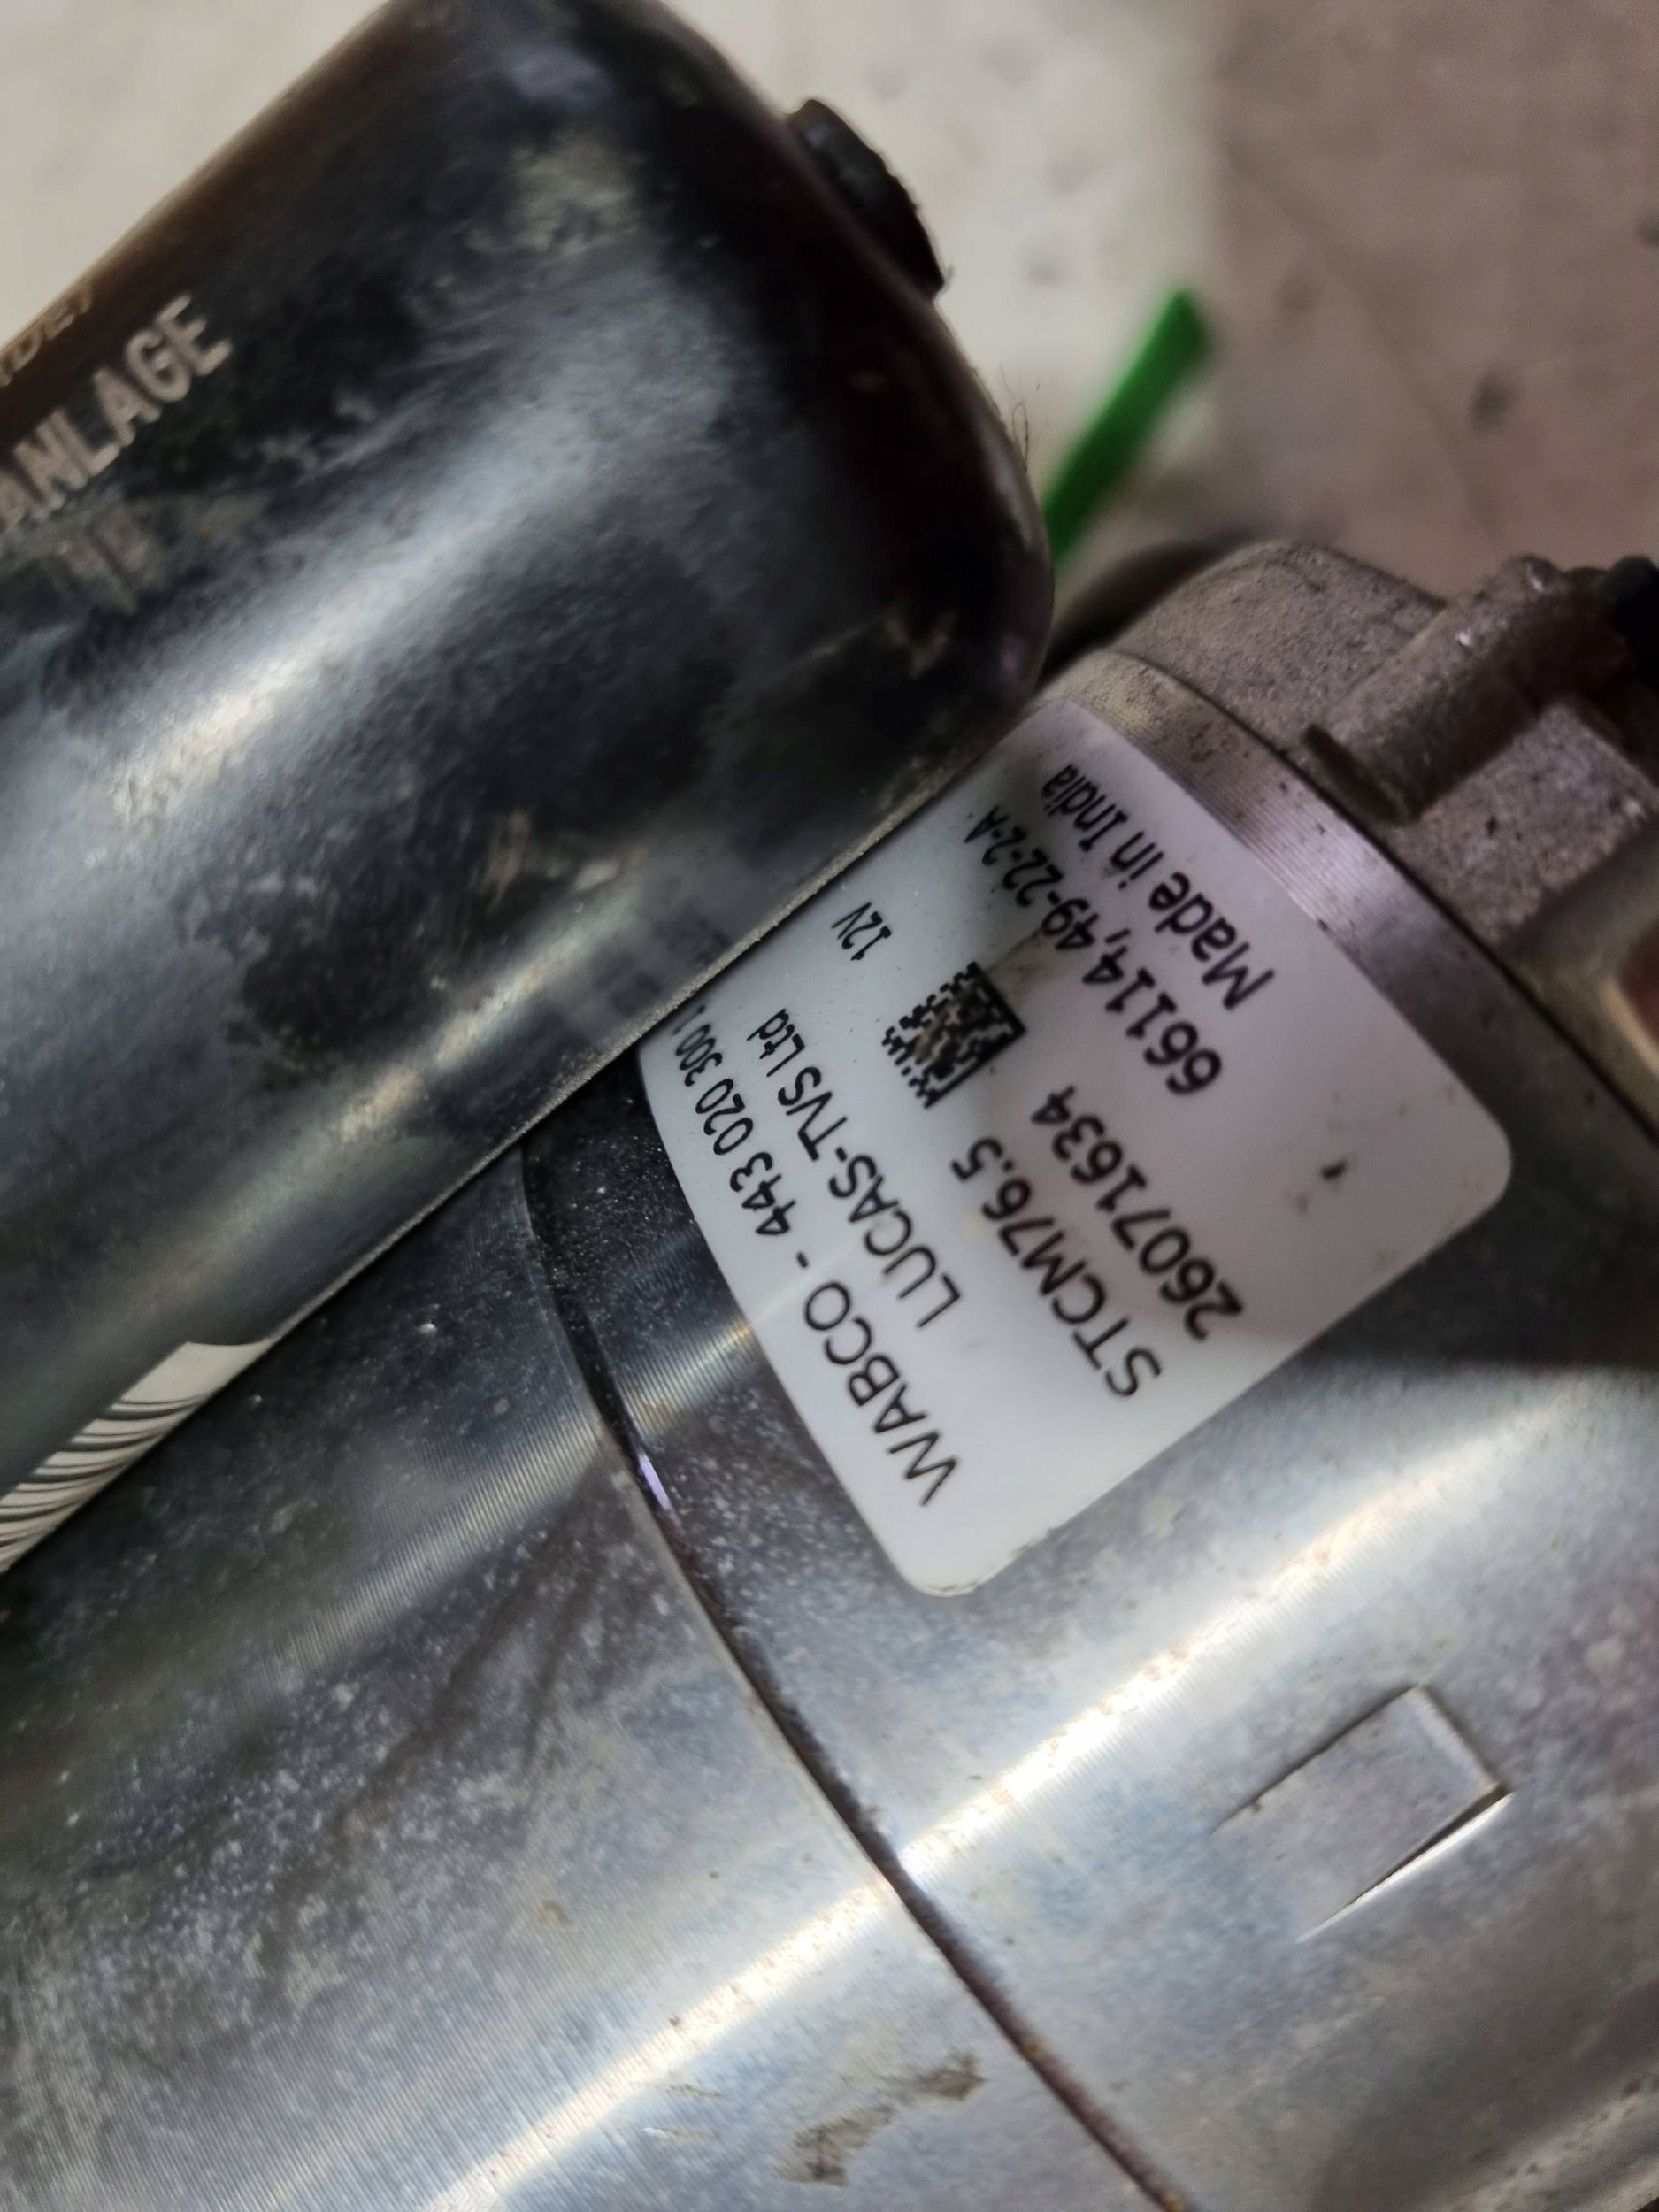 ANLAGE
WABCO - 443 020 300
LUCAS-TVS Ltd 12V
STCM76.5
26071634
66114,49-22-2-A
Made in India